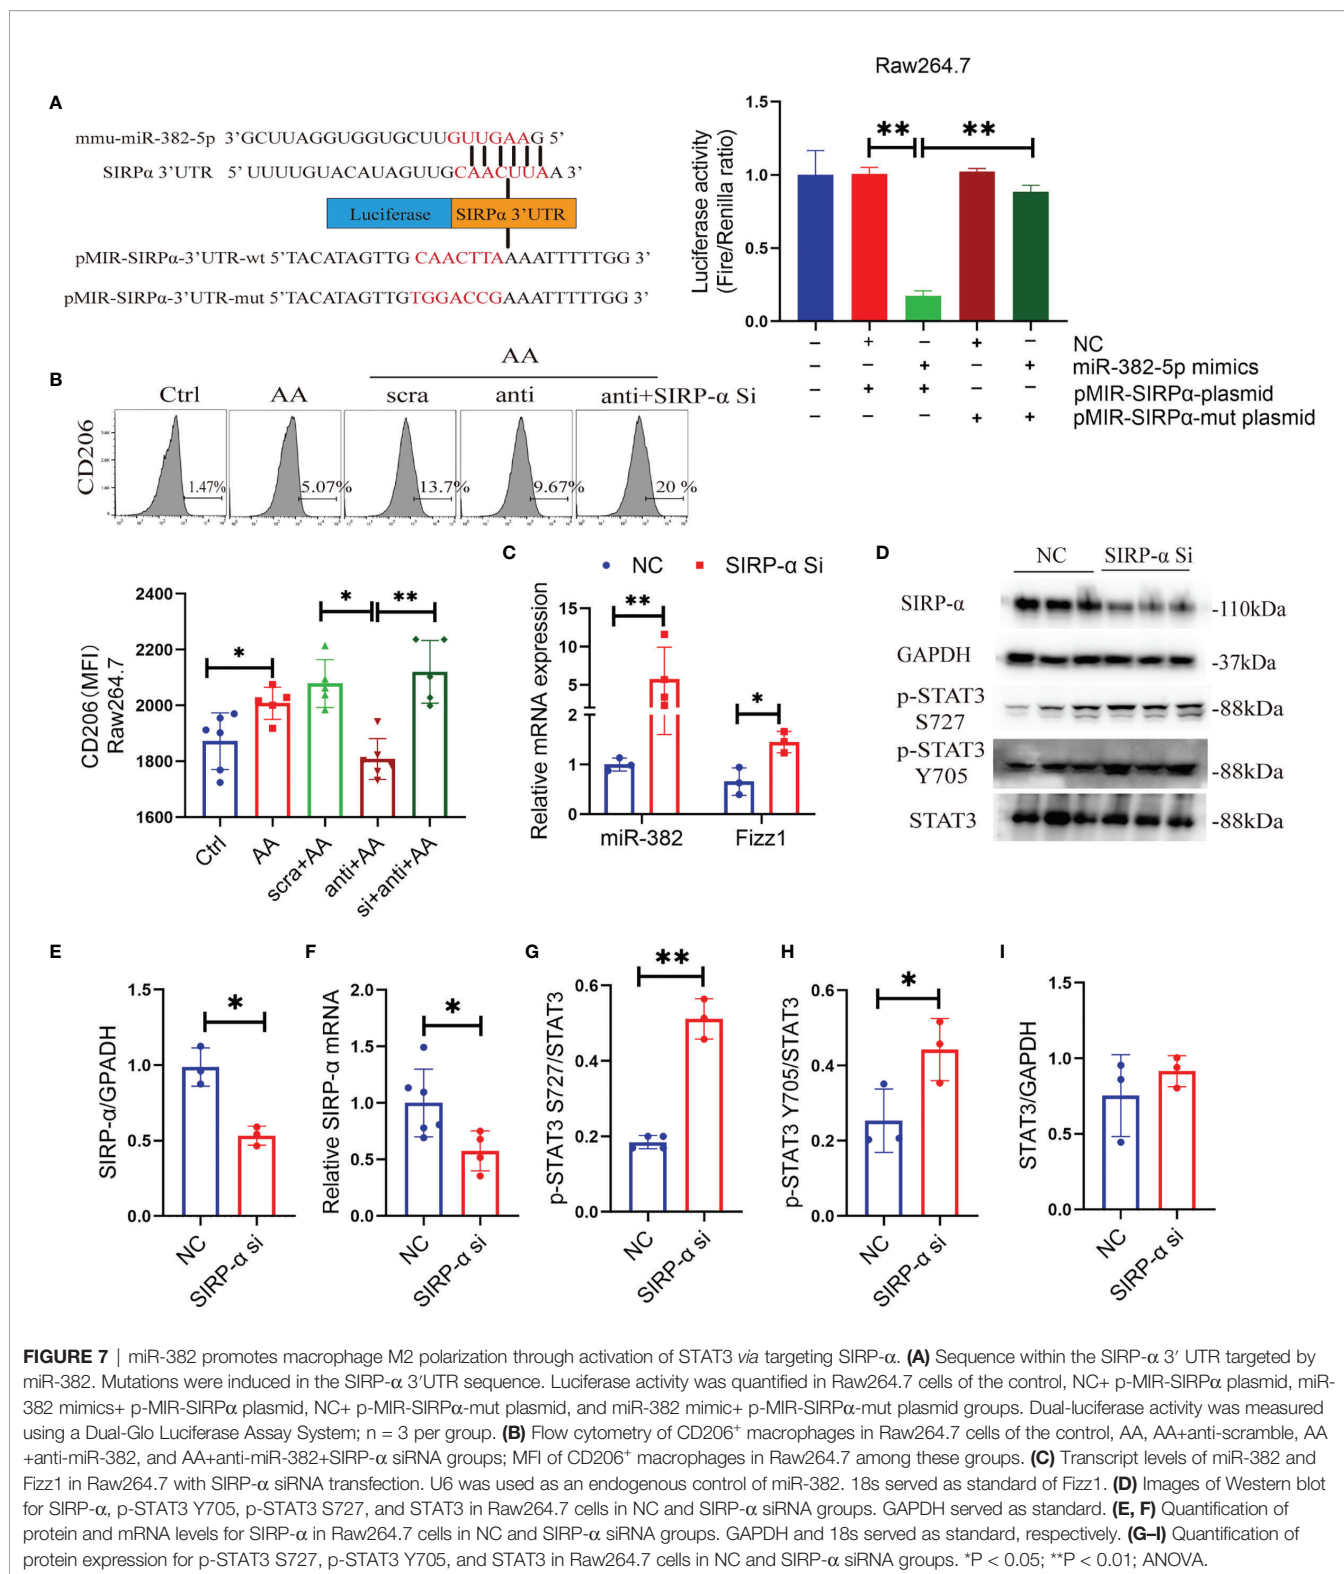 Raw264.7
A
mmu-miR-382-5p 3'GCUUAGGUGGUGCUUGUUGAAG 5'
SIRPα 3'UTR 5'UUUUGUACAUAGUUGCAACUUAA 3'
Luciferase SIRPα 3'UTR
pMIR-SIRPα-3'UTR-wt 5'TACATAGTTG CAACTTAAAATTTTTGG 3'
pMIR-SIRPα-3'UTR-mut 5'TACATAGTTGTGGACCGAAATTTTTGG 3'
Luciferase activity
(Fire/Renilla ratio)
1.5
1.0
0.5
0.0
** **
– + – + – NC
– – + – + miR-382-5p mimics
– + + – – pMIR-SIRPα-plasmid
– – – + + pMIR-SIRPα-mut plasmid
B
AA
Ctrl AA scra anti anti+SIRP-α Si
CD206
1.47% 5.07% 13.7% 9.67% 20 %
CD206(MFI)
Raw264.7
2400
2200
2000
1800
1600
* * **
Ctrl AA scra+AA anti+AA si+anti+AA
C
NC SIRP-α Si
Relative mRNA expression
15
10
5
2
1
0
** *
miR-382 Fizz1
D
NC SIRP-α Si
SIRP-α -110kDa
GAPDH -37kDa
p-STAT3
S727 -88kDa
p-STAT3
Y705 -88kDa
STAT3 -88kDa
E
SIRP-α/GPADH
1.5
1.0
0.5
0.0
*
NC SIRP-α si
F
Relative SIRP-α mRNA
2.0
1.5
1.0
0.5
0.0
*
NC SIRP-α si
G
p-STAT3 S727/STAT3
0.6
0.4
0.2
0.0
**
NC SIRP-α si
H
p-STAT3 Y705/STAT3
0.6
0.4
0.2
0.0
*
NC SIRP-α si
I
STAT3/GAPDH
1.5
1.0
0.5
0.0
NC SIRP-α si
FIGURE 7 | miR-382 promotes macrophage M2 polarization through activation of STAT3 via targeting SIRP-α. (A) Sequence within the SIRP-α 3′ UTR targeted by
miR-382. Mutations were induced in the SIRP-α 3′UTR sequence. Luciferase activity was quantified in Raw264.7 cells of the control, NC+ p-MIR-SIRPα plasmid, miR-
382 mimics+ p-MIR-SIRPα plasmid, NC+ p-MIR-SIRPα-mut plasmid, and miR-382 mimic+ p-MIR-SIRPα-mut plasmid groups. Dual-luciferase activity was measured
using a Dual-Glo Luciferase Assay System; n = 3 per group. (B) Flow cytometry of CD206⁺ macrophages in Raw264.7 cells of the control, AA, AA+anti-scramble, AA
+anti-miR-382, and AA+anti-miR-382+SIRP-α siRNA groups; MFI of CD206⁺ macrophages in Raw264.7 among these groups. (C) Transcript levels of miR-382 and
Fizz1 in Raw264.7 with SIRP-α siRNA transfection. U6 was used as an endogenous control of miR-382. 18s served as standard of Fizz1. (D) Images of Western blot
for SIRP-α, p-STAT3 Y705, p-STAT3 S727, and STAT in Raw264.7 cells in NC and SIRP-α siRNA groups. GAPDH served as standard. (E, F) Quantification of
protein and mRNA levels for SIRP-α in Raw264.7 cells in NC and SIRP-α siRNA groups. GAPDH and 18s served as standard, respectively. (G–I) Quantification of
protein expression for p-STAT3 S727, p-STAT3 Y705, and STAT3 in Raw264.7 cells in NC and SIRP-α siRNA groups. *P < 0.05; **P < 0.01; ANOVA.